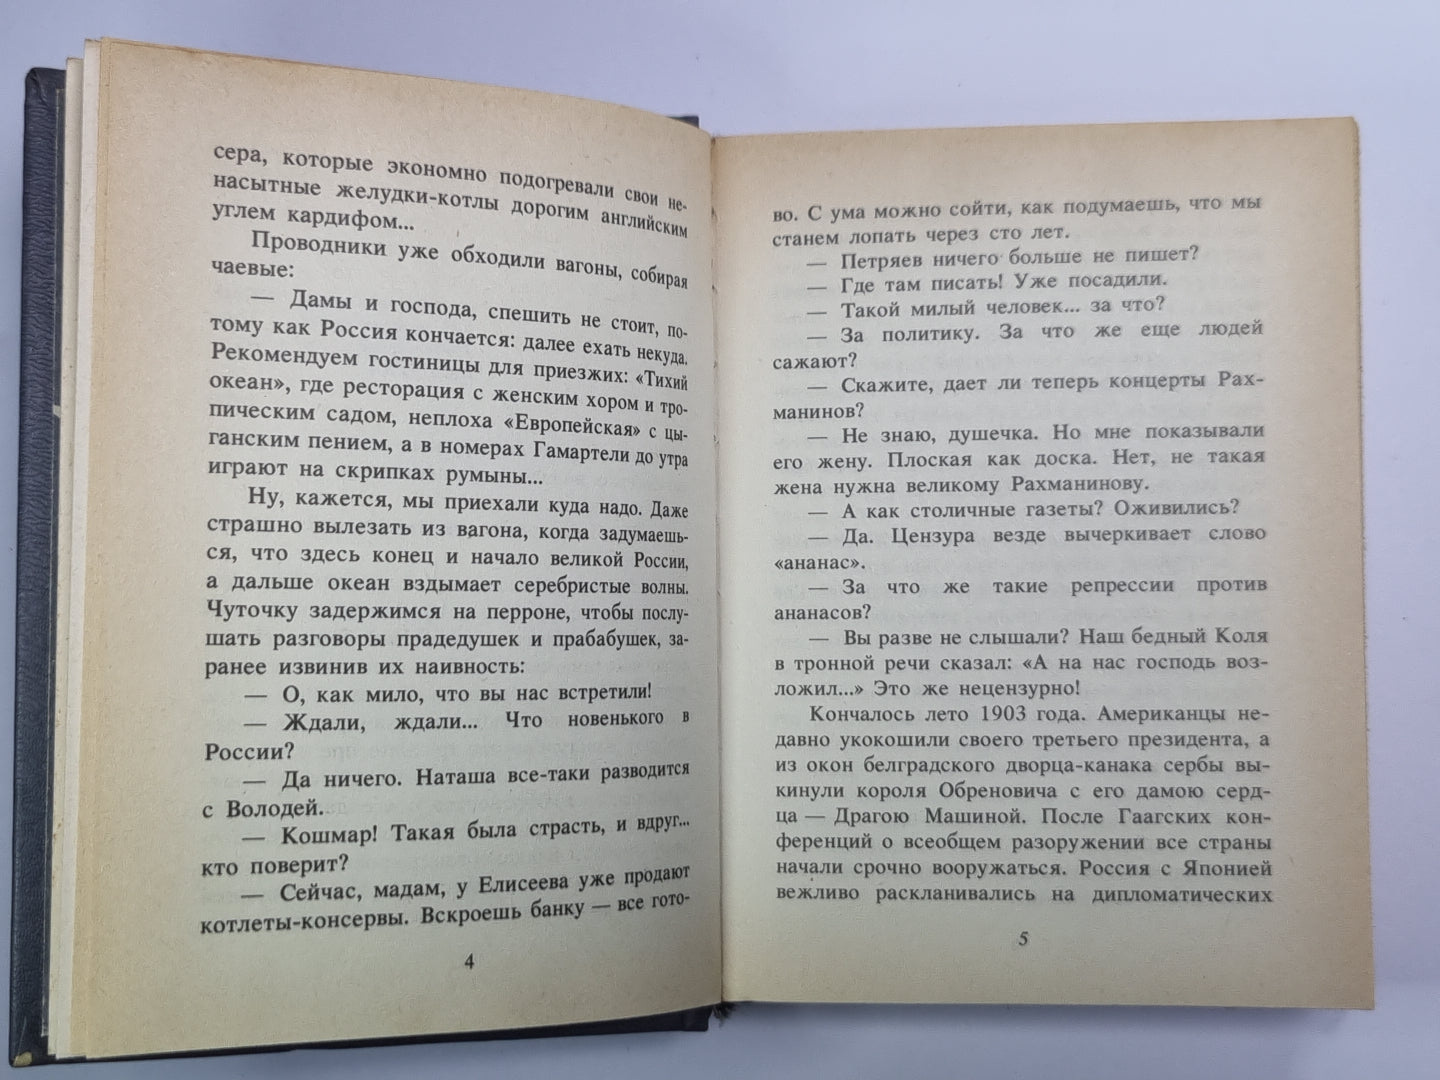 сера, которые экономно подогревали свои не-
насытные желудки-котлы дорогим английским
углем кардифом...
Проводники уже обходили вагоны, собирая
чаевые:
— Дамы и господа, спешить не стоит, по-
тому как Россия кончается: далее ехать некуда.
Рекомендуем гостиницы для приезжих: «Тихий
океан», где ресторация с женским хором и тро-
пическим садом, неплоха «Европейская» с цы-
ганским пением, а в номерах Гамартели до утра
играют на скрипках румыны...
Ну, кажется, мы приехали куда надо. Даже
страшно вылезать из вагона, когда задумаешь-
ся, что здесь конец и начало великой России,
а дальше океан вздымает серебристые волны.
Чуточку задержимся на перроне, чтобы послу-
шать разговоры прадедушек и прабабушек, за-
ранее извинив их наивность:
— О, как мило, что вы нас встретили!
— Ждали, ждали... Что новенького в
России?
— Да ничего. Наташа все-таки разводится
с Володей.
— Кошмар! Такая была страсть, и вдруг...
кто поверит?
— Сейчас, мадам, у Елисеева уже продают
котлеты-консервы. Вскроешь банку — все гото-
4
во. С ума можно сойти, как подумаешь, что мы
станем лопать через сто лет.
— Петряев ничего больше не пишет?
— Где там писать! Уже посадили.
— Такой милый человек... за что?
— За политику. За что же еще людей
сажают?
— Скажите, дает ли теперь концерты Рах-
манинов?
— Не знаю, душечка. Но мне показывали
его жену. Плоская как доска. Нет, не такая
жена нужна великому Рахманинову.
— А как столичные газеты? Оживились?
— Да. Цензура везде вычеркивает слово
«ананас».
— За что же такие репрессии против
ананасов?
— Вы разве не слышали? Наш бедный Коля
в тронной речи сказал: «А на нас господь воз-
ложил...» Это же нецензурно!
Кончалось лето 1903 года. Американцы не-
давно укокошили своего третьего президента, а
из окон белградского дворца-канака сербы вы-
кинули короля Обреновича с его дамою серд-
ца — Драгою Машиной. После Гаагских кон-
ференций о всеобщем разоружении все страны
начали срочно вооружаться. Россия с Японией
вежливо раскланивались на дипломатических
5